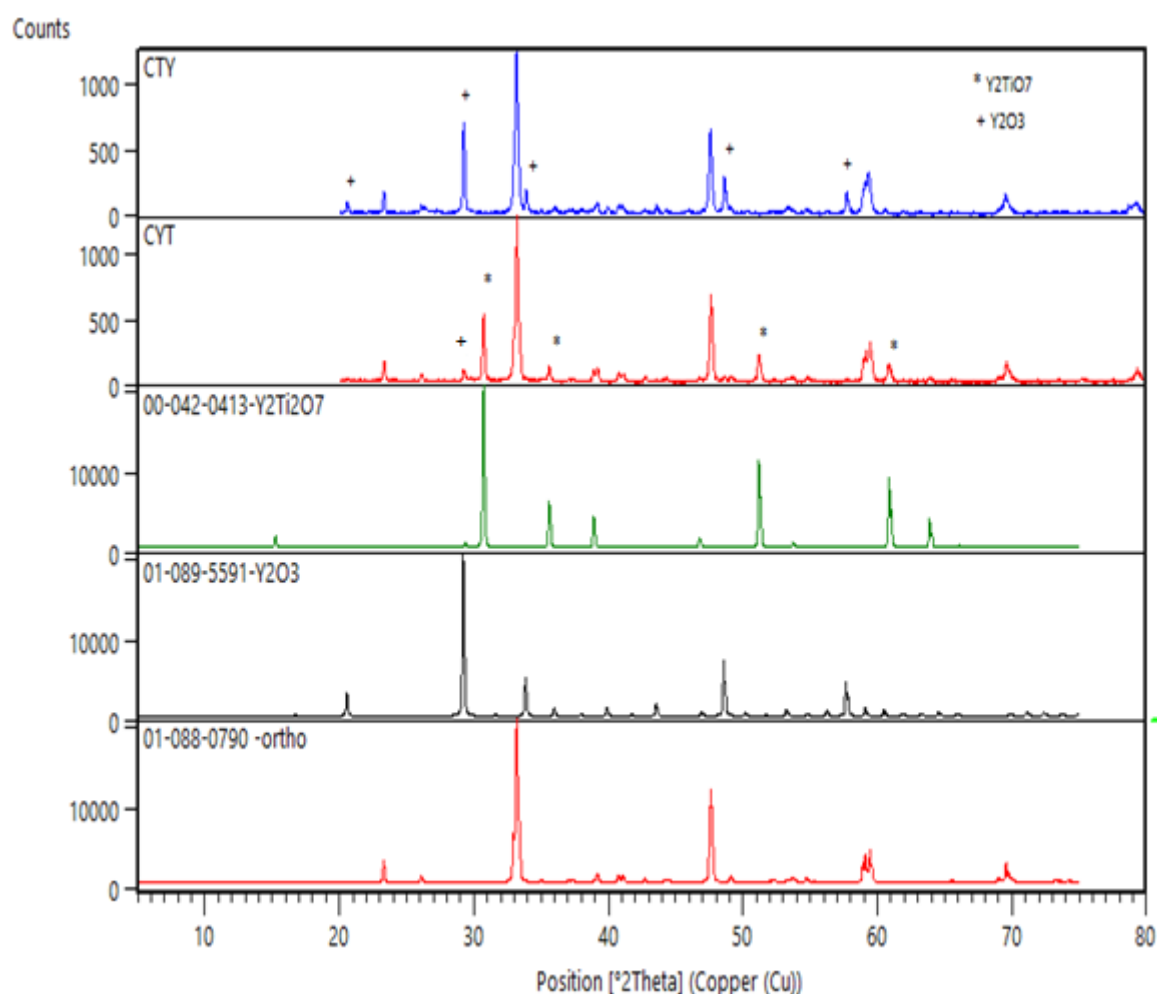 Counts
CTY
* Y2TiO7
+ Y2O3
+
+
+
+
+
1000
500
0
CYT
*
+
*
*
*
1000
500
0
00-042-0413-Y2Ti2O7
10000
0
01-089-5591-Y2O3
10000
0
01-088-0790 -ortho
10000
0
10 20 30 40 50 60 70 80
Position [°2Theta] (Copper (Cu))